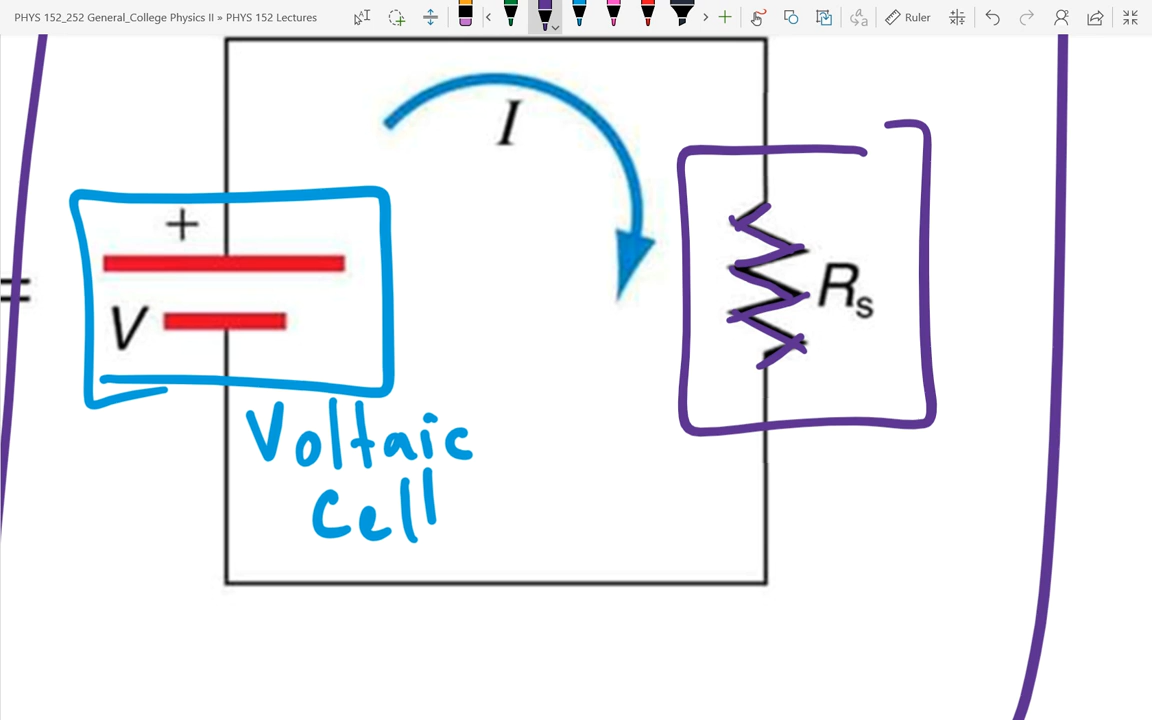 PHYS 152_252 General_College Physics II » PHYS 152 Lectures
Ruler
I
+
V
Rs
=
Voltaic
Cell